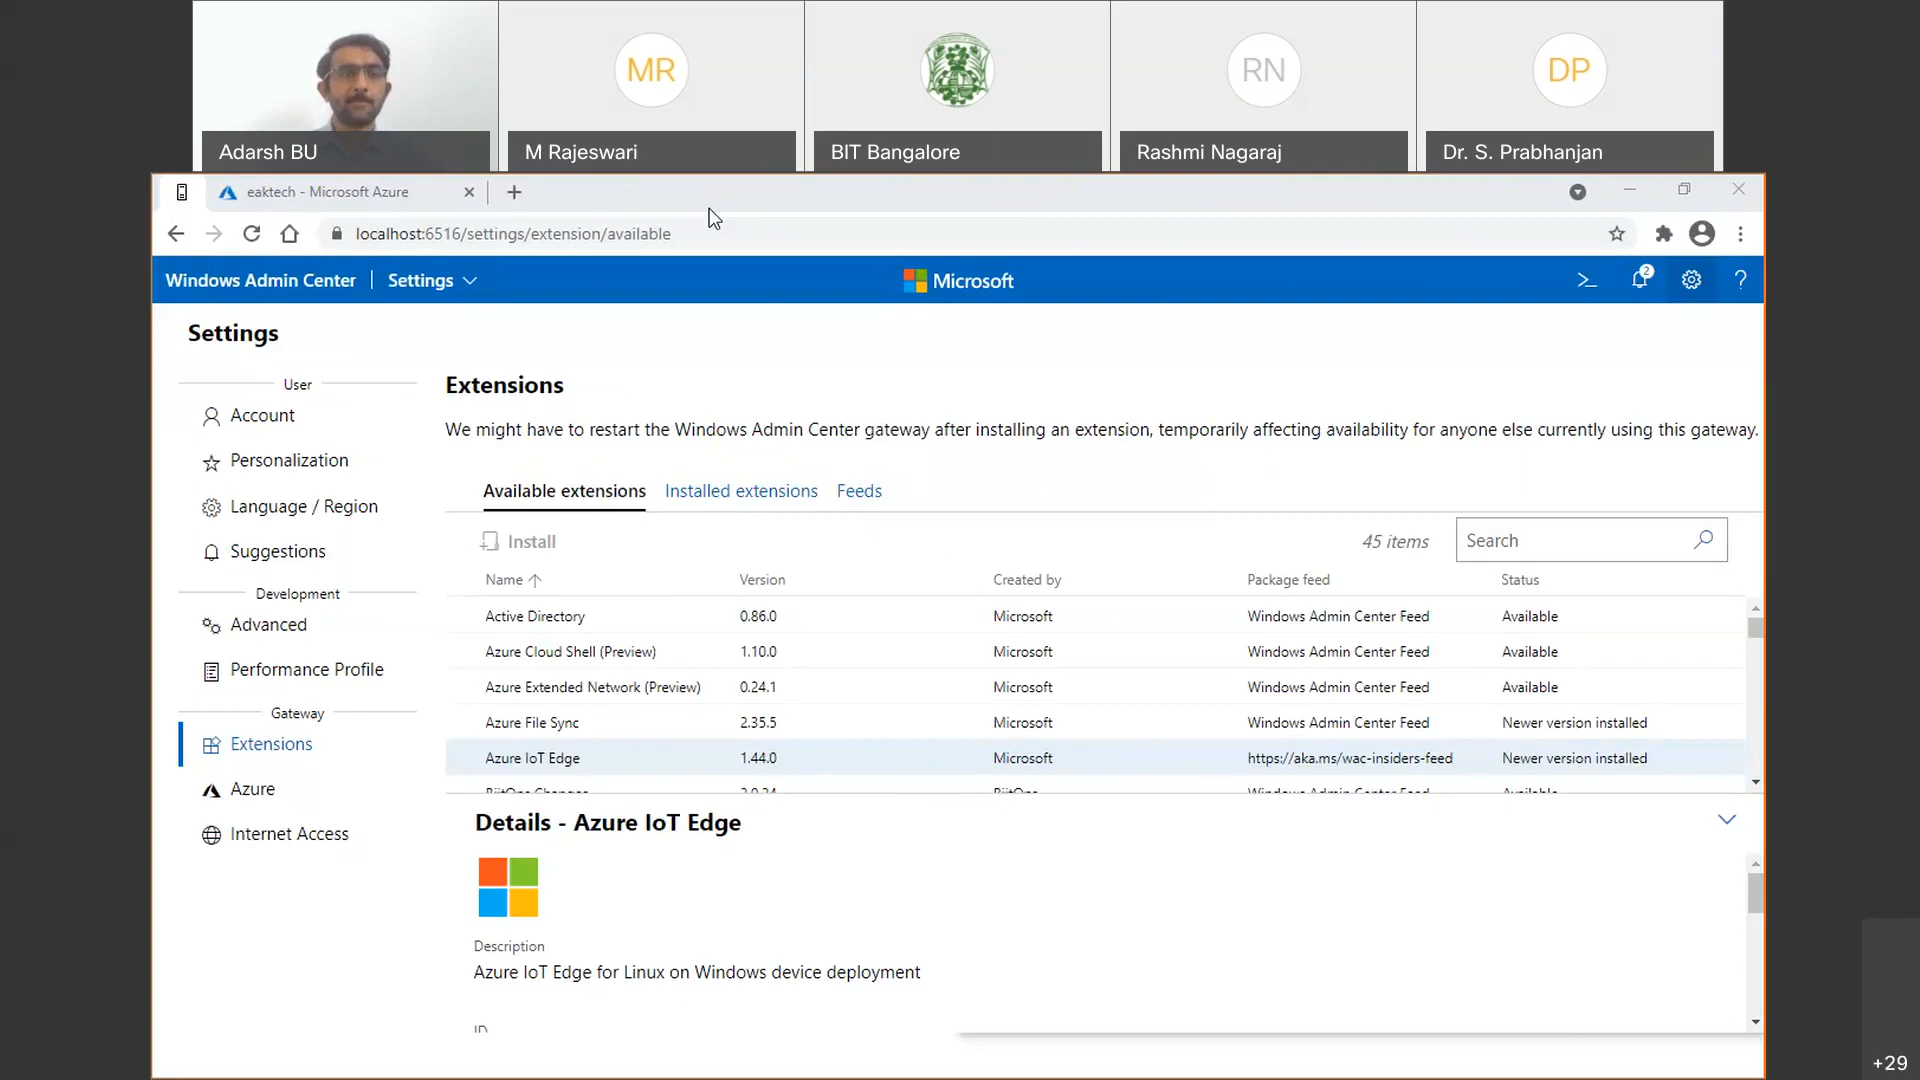 MR
RN
DP
Adarsh BU
M Rajeswari
BIT Bangalore
Rashmi Nagaraj
Dr. S. Prabhanjan
eaktech - Microsoft Azure
localhost:6516/settings/extension/available
Windows Admin Center
Settings
Microsoft
2
?
Settings
User
Account
Personalization
Language / Region
Suggestions
Development
Advanced
Performance Profile
Gateway
Extensions
Azure
Internet Access
Extensions
We might have to restart the Windows Admin Center gateway after installing an extension, temporarily affecting availability for anyone else currently using this gateway.
Available extensions Installed extensions Feeds
Install 45 items Search
Name Version Created by Package feed Status
Active Directory 0.86.0 Microsoft Windows Admin Center Feed Available
Azure Cloud Shell (Preview) 1.10.0 Microsoft Windows Admin Center Feed Available
Azure Extended Network (Preview) 0.24.1 Microsoft Windows Admin Center Feed Available
Azure File Sync 2.35.5 Microsoft Windows Admin Center Feed Newer version installed
Azure IoT Edge 1.44.0 Microsoft https://aka.ms/wac-insiders-feed Newer version installed
Details - Azure IoT Edge
Description
Azure IoT Edge for Linux on Windows device deployment
ID
+29